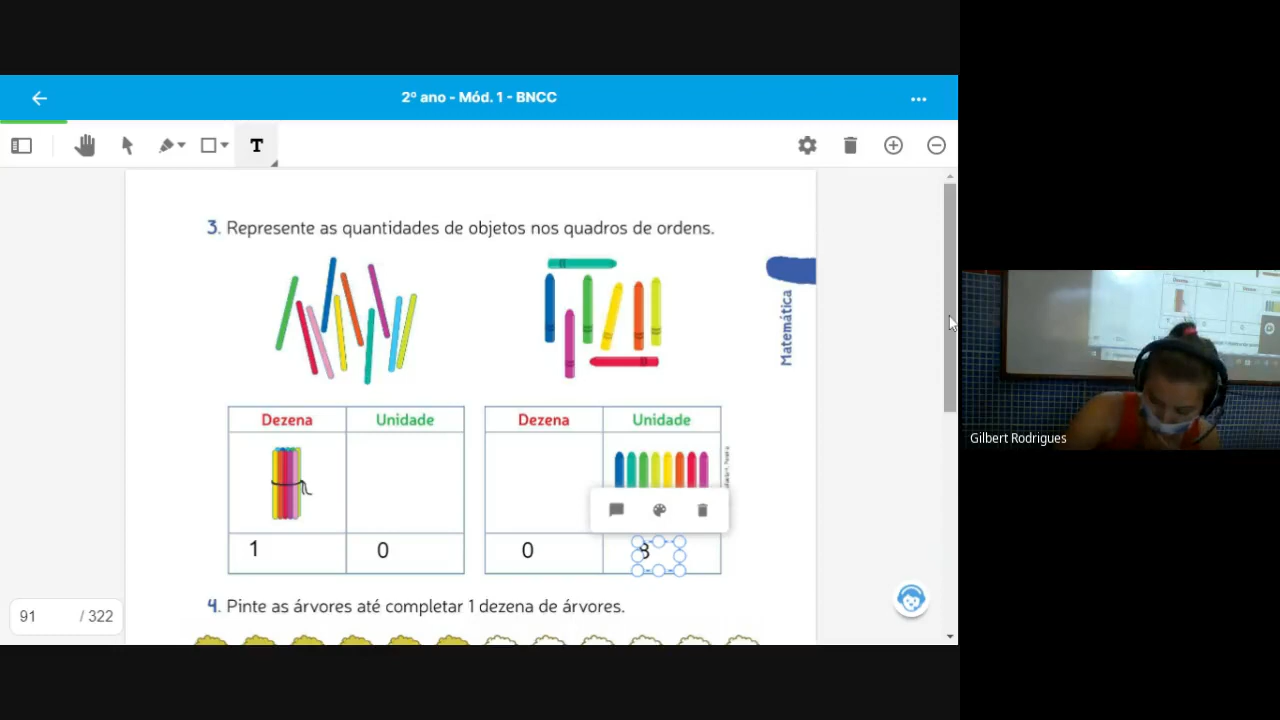 2º ano - Mód. 1 - BNCC
T
3. Represente as quantidades de objetos nos quadros de ordens.
Matemática
Dezena Unidade Dezena Unidade
1 0 0 8
4. Pinte as árvores até completar 1 dezena de árvores.
91 / 322
Gilbert Rodrigues